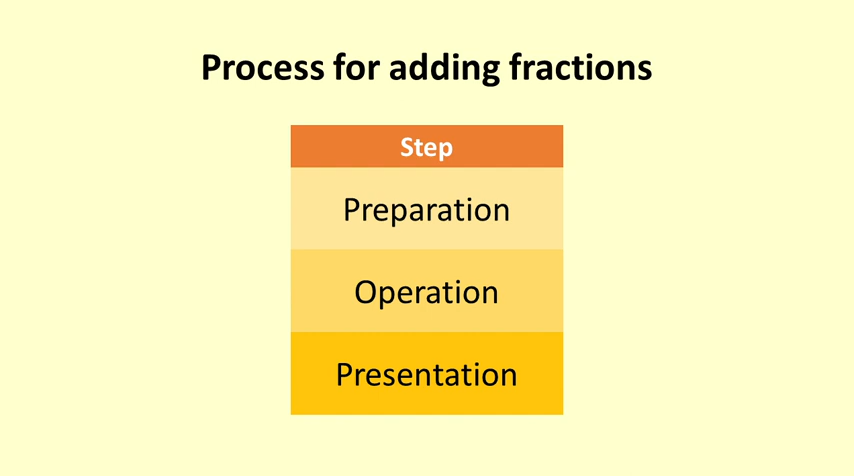 Process for adding fractions
Step
Preparation
Operation
Presentation